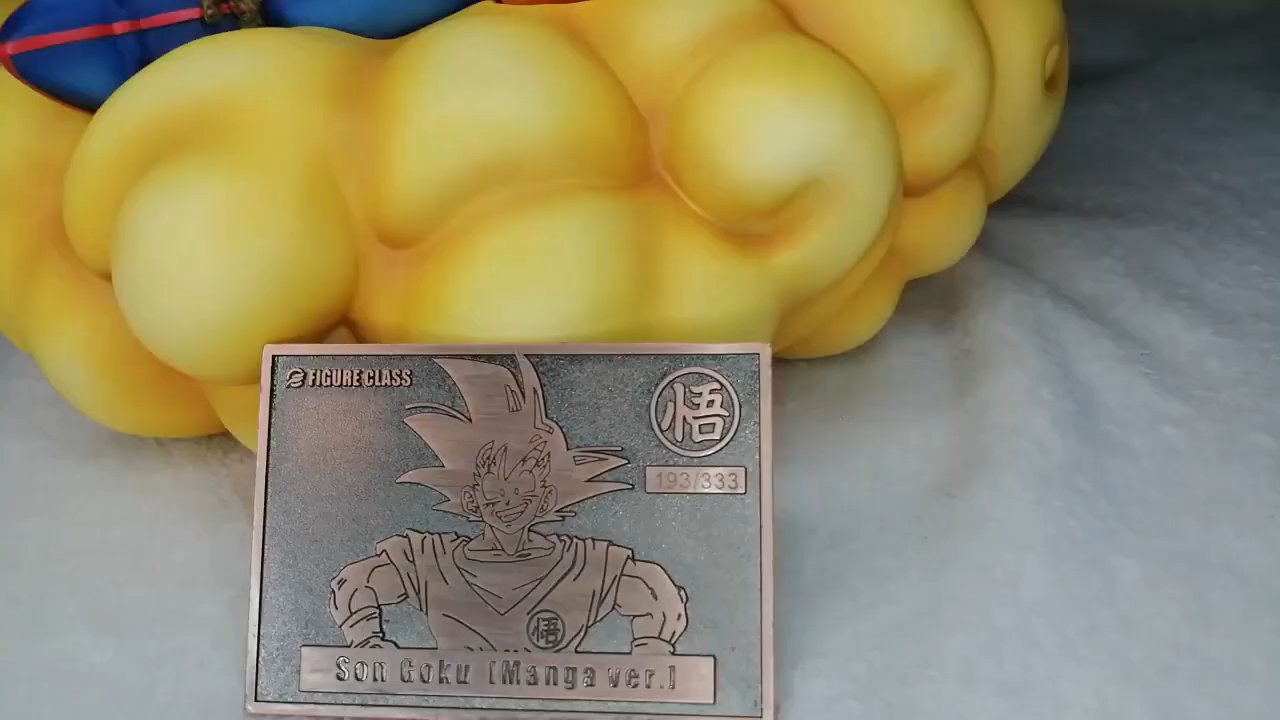 FIGURE CLASS
悟
193/333
悟
Son Goku [Manga ver.]